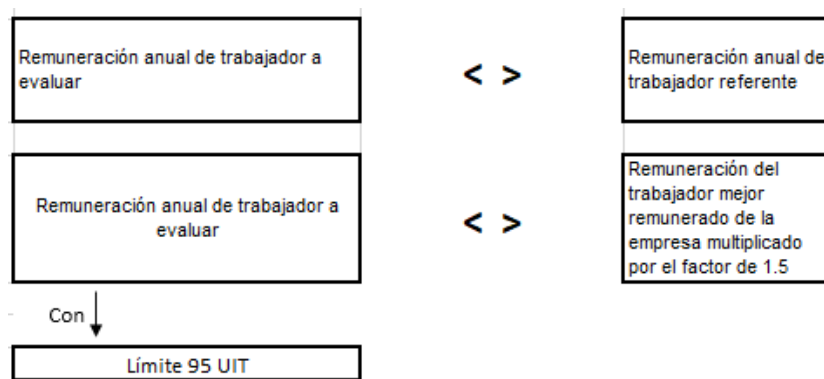 Remuneración anual de trabajador a
evaluar
< >
Remuneración anual de
trabajador referente
Remuneración anual de trabajador a
evaluar
< >
Remuneración del
trabajador mejor
remunerado de la
empresa multiplicado
por el factor de 1.5
Con
Límite 95 UIT